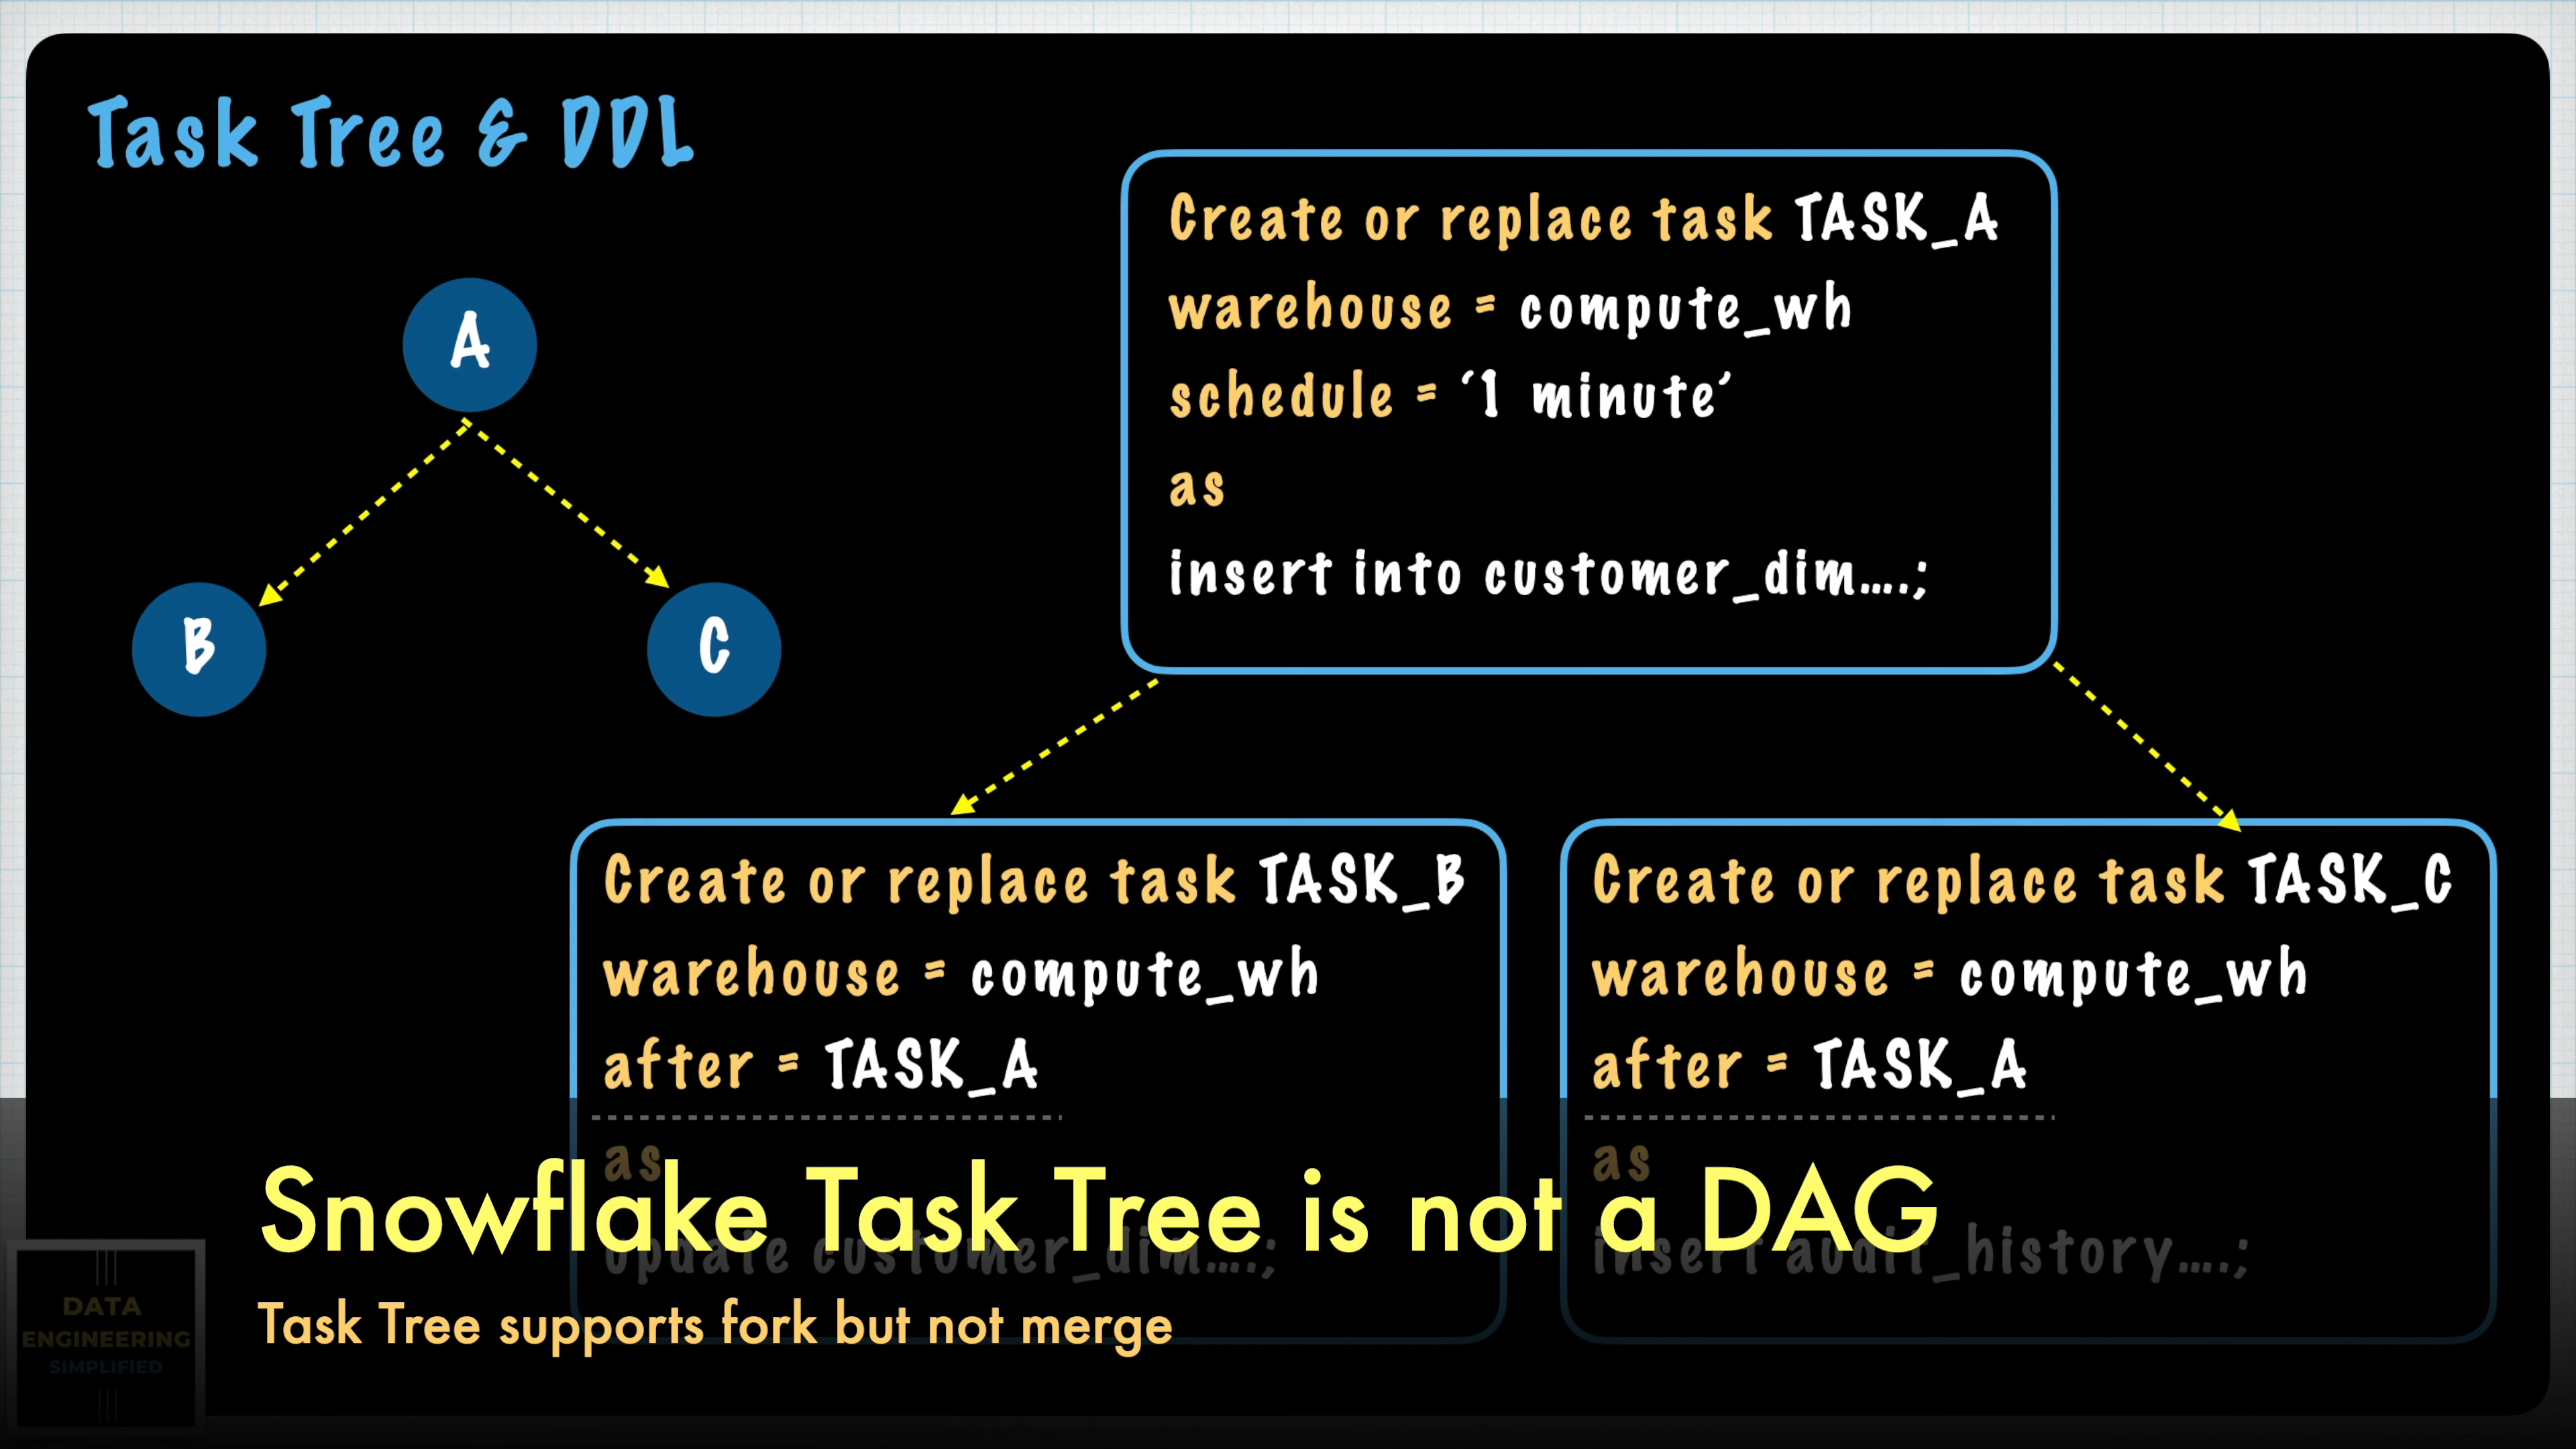 Task Tree & DDL
A
B
C
Create or replace task TASK_A
warehouse = compute_wh
schedule = ‘1 minute’
as
insert into customer_dim….;
Create or replace task TASK_B
warehouse = compute_wh
after = TASK_A
as
update customer_dim….;
Create or replace task TASK_C
warehouse = compute_wh
after = TASK_A
as
insert audit_history….;
Snowflake Task Tree is not a DAG
Task Tree supports fork but not merge
DATA
ENGINEERING
SIMPLIFIED